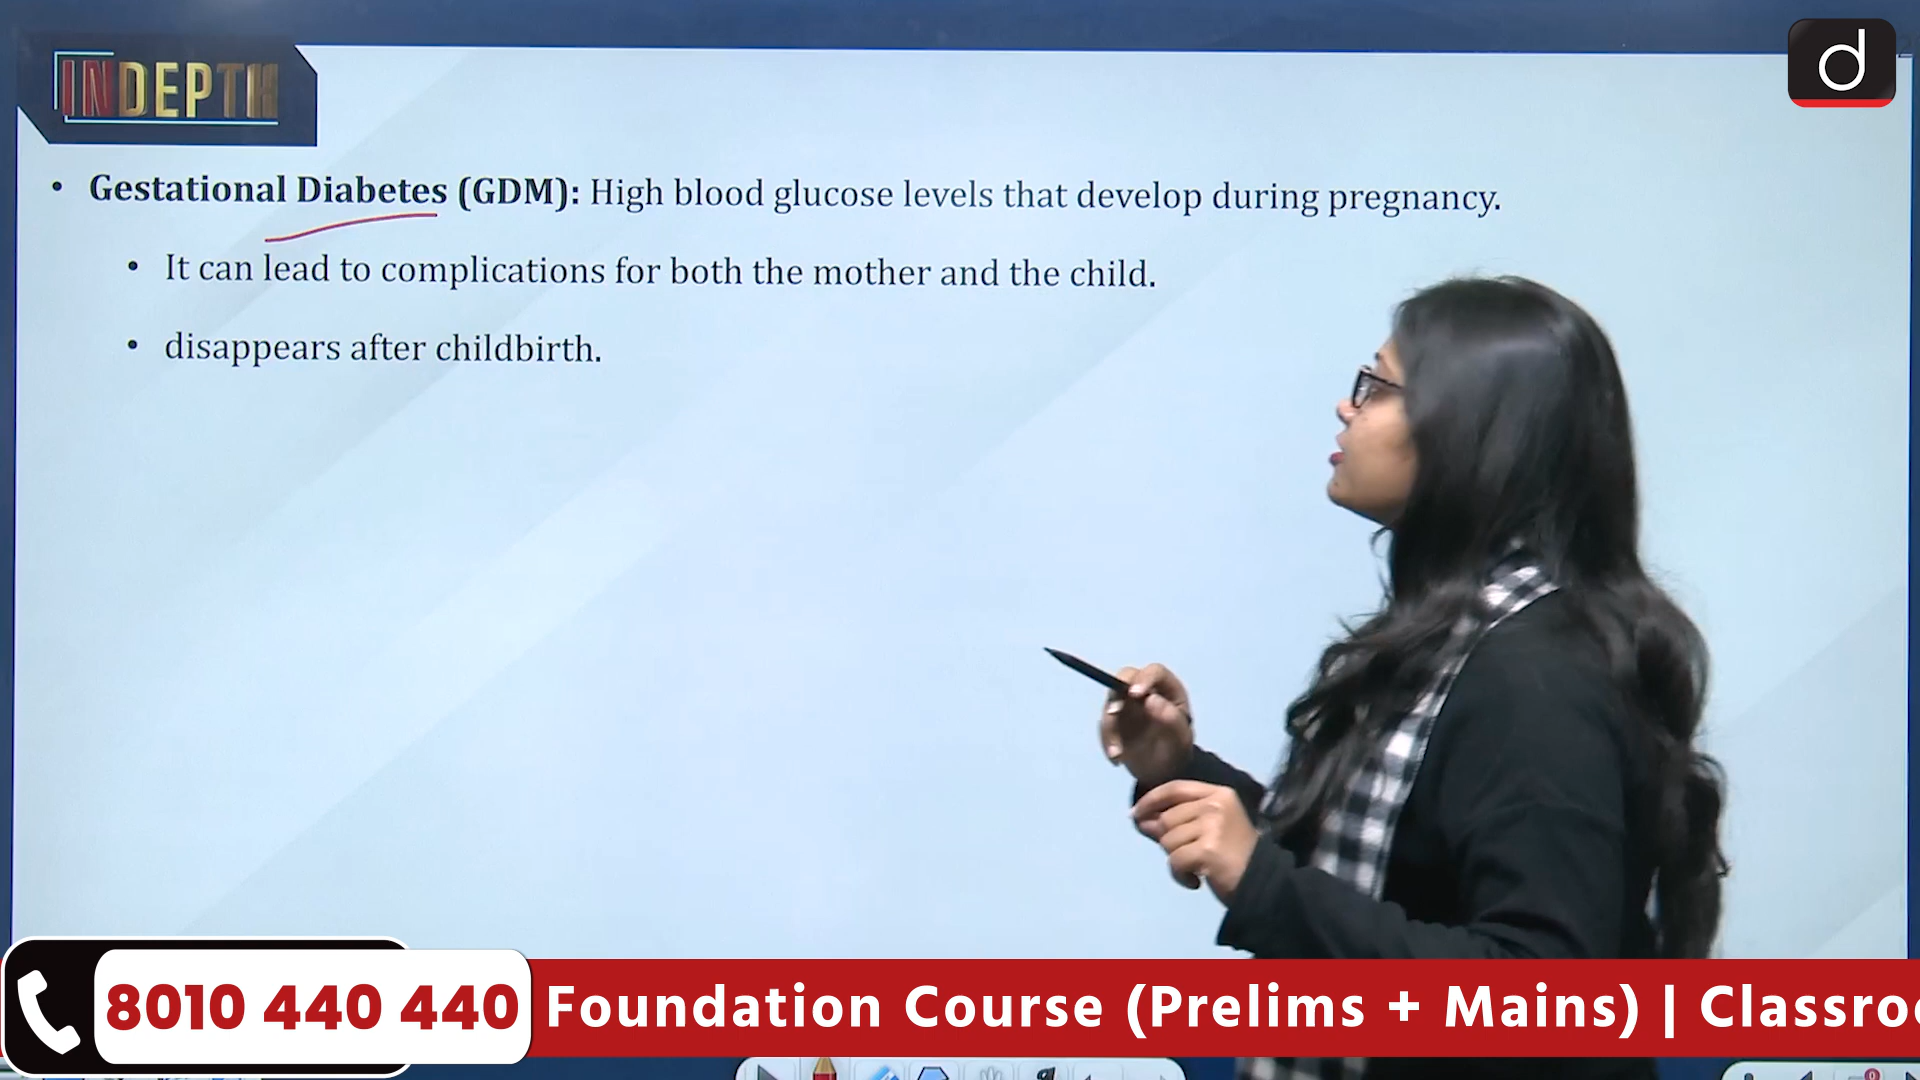 INDEPTH
d
• Gestational Diabetes (GDM): High blood glucose levels that develop during pregnancy.
• It can lead to complications for both the mother and the child.
• disappears after childbirth.
8010 440 440
Foundation Course (Prelims + Mains) | Classroo